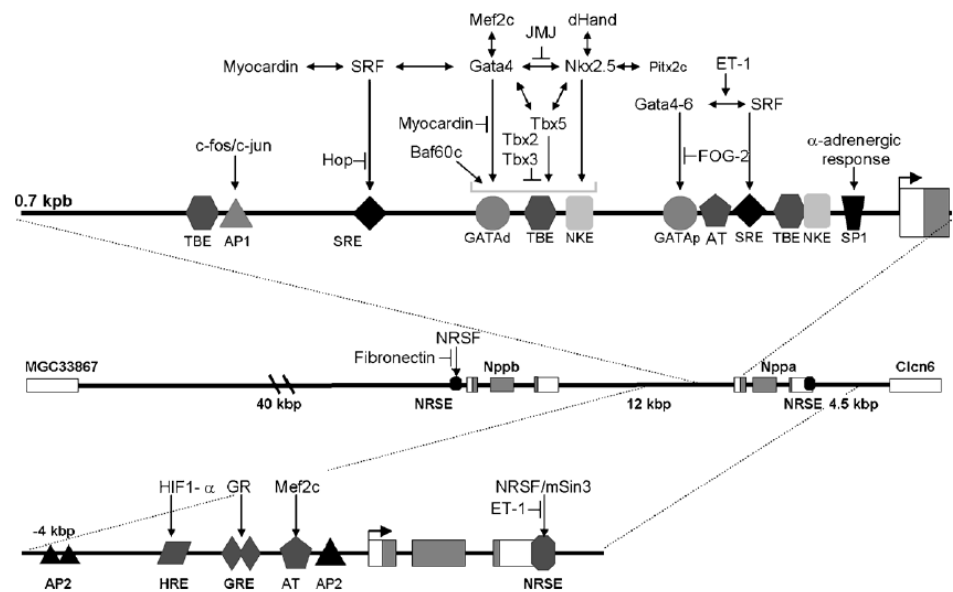 Mef2c
dHand
JMJ
Myocardin
SRF
Gata4
Nkx2.5
Pitx2c
ET-1
Gata4-6
SRF
Myocardin
Tbx5
Tbx2
Tbx3
c-fos/c-jun
Hop
Baf60c
FOG-2
α-adrenergic
response
0.7 kpb
TBE
AP1
SRE
GATAd
TBE
NKE
GATAp
AT
SRE
TBE
NKE
SP1
NRSF
Fibronectin
MGC33867
Nppb
Nppa
Clcn6
40 kbp
NRSE
12 kbp
NRSE
4.5 kbp
HIF1- α
GR
Mef2c
NRSF/mSin3
ET-1
-4 kbp
AP2
HRE
GRE
AT
AP2
NRSE